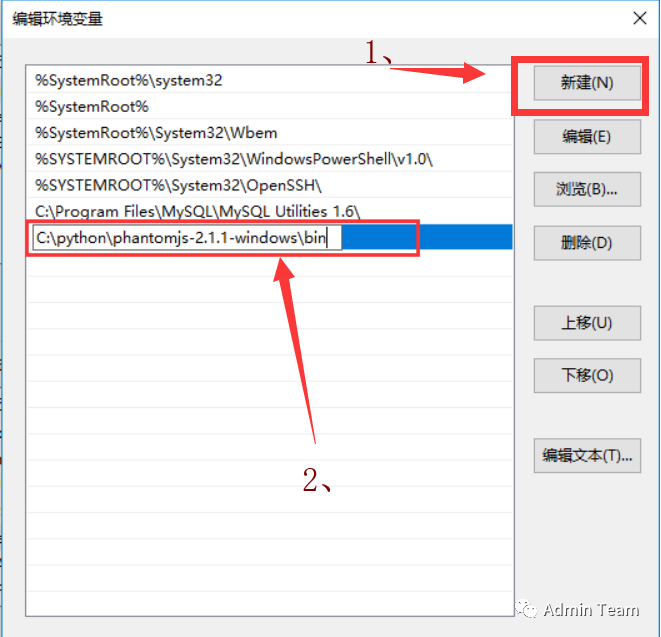 编辑环境变量
1、
%SystemRoot%\system32
新建(N)
%SystemRoot%
%SystemRoot%\System32\Wbem
编辑(E)
%SYSTEMROOT%\System32\WindowsPowerShell\v1.0\
%SYSTEMROOT%\System32\OpenSSH\
浏览(B)...
C:\Program Files\MySQL\MySQL Utilities 1.6\
C:\python\phantomjs-2.1.1-windows\bin
删除(D)
上移(U)
下移(O)
编辑文本(T)...
2、
Admin Team